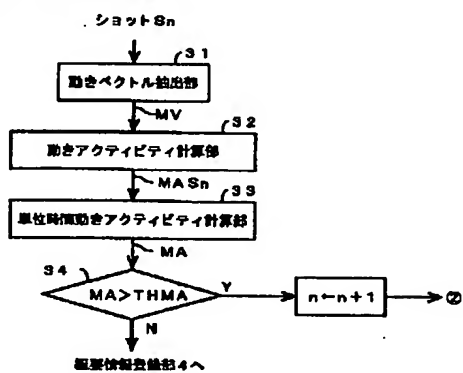 ショットSn
31
動きベクトル抽出部
MV
32
動きアクティビティ計算部
MASn
33
単位時間動きアクティビティ計算部
MA
34
MA>THMA
Y
n←n+1
②
N
概要情報登録部4へ